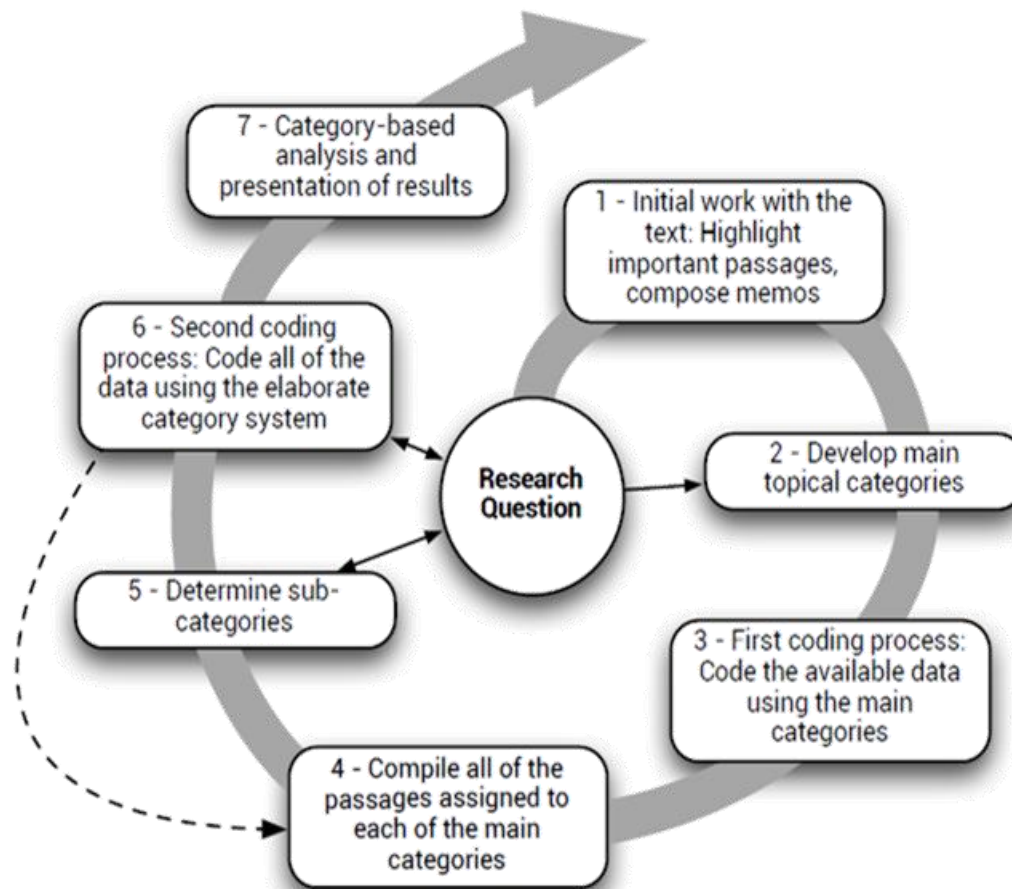 7 - Category-based
analysis and
presentation of results
1 - Initial work with the
text: Highlight
important passages,
compose memos
6 - Second coding
process: Code all of the
data using the elaborate
category system
Research
Question
2 - Develop main
topical categories
5 - Determine sub-
categories
3 - First coding process:
Code the available data
using the main
categories
4 - Compile all of the
passages assigned to
each of the main
categories